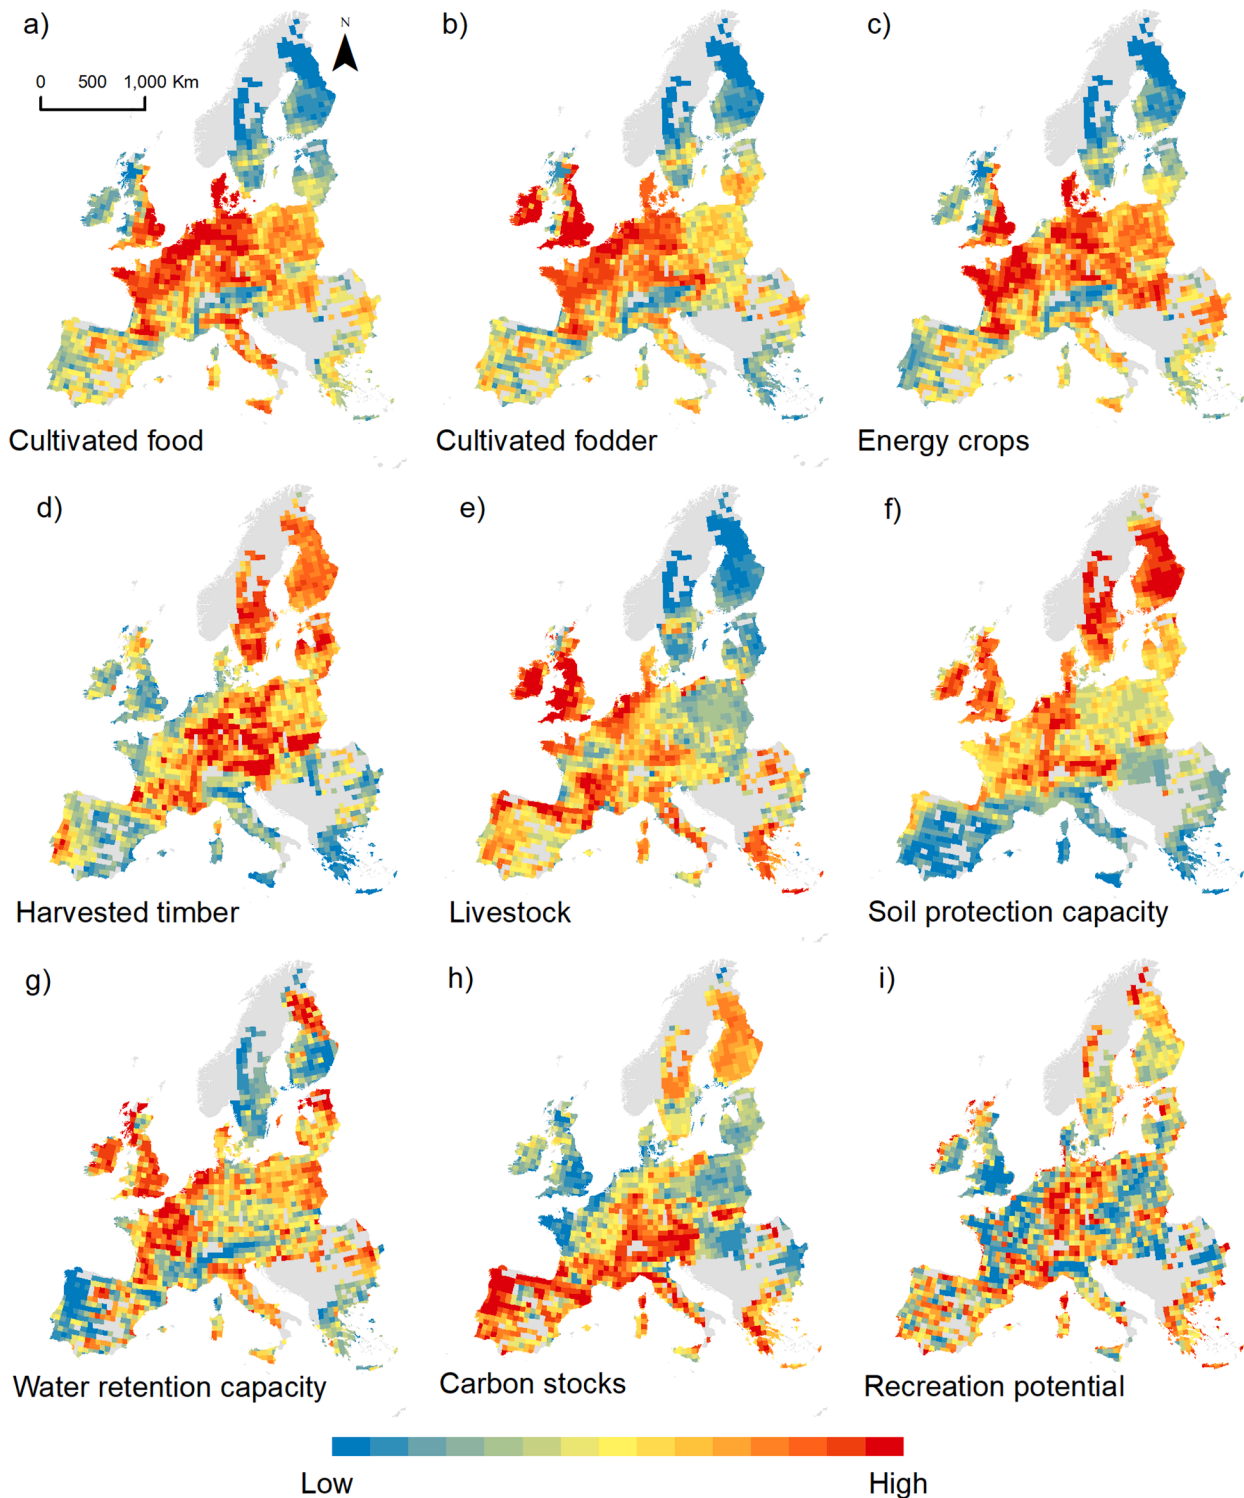 a)
b)
c)
N
0 500 1,000 Km
Cultivated food
Cultivated fodder
Energy crops
d)
e)
f)
Harvested timber
Livestock
Soil protection capacity
g)
h)
i)
Water retention capacity
Carbon stocks
Recreation potential
Low
High